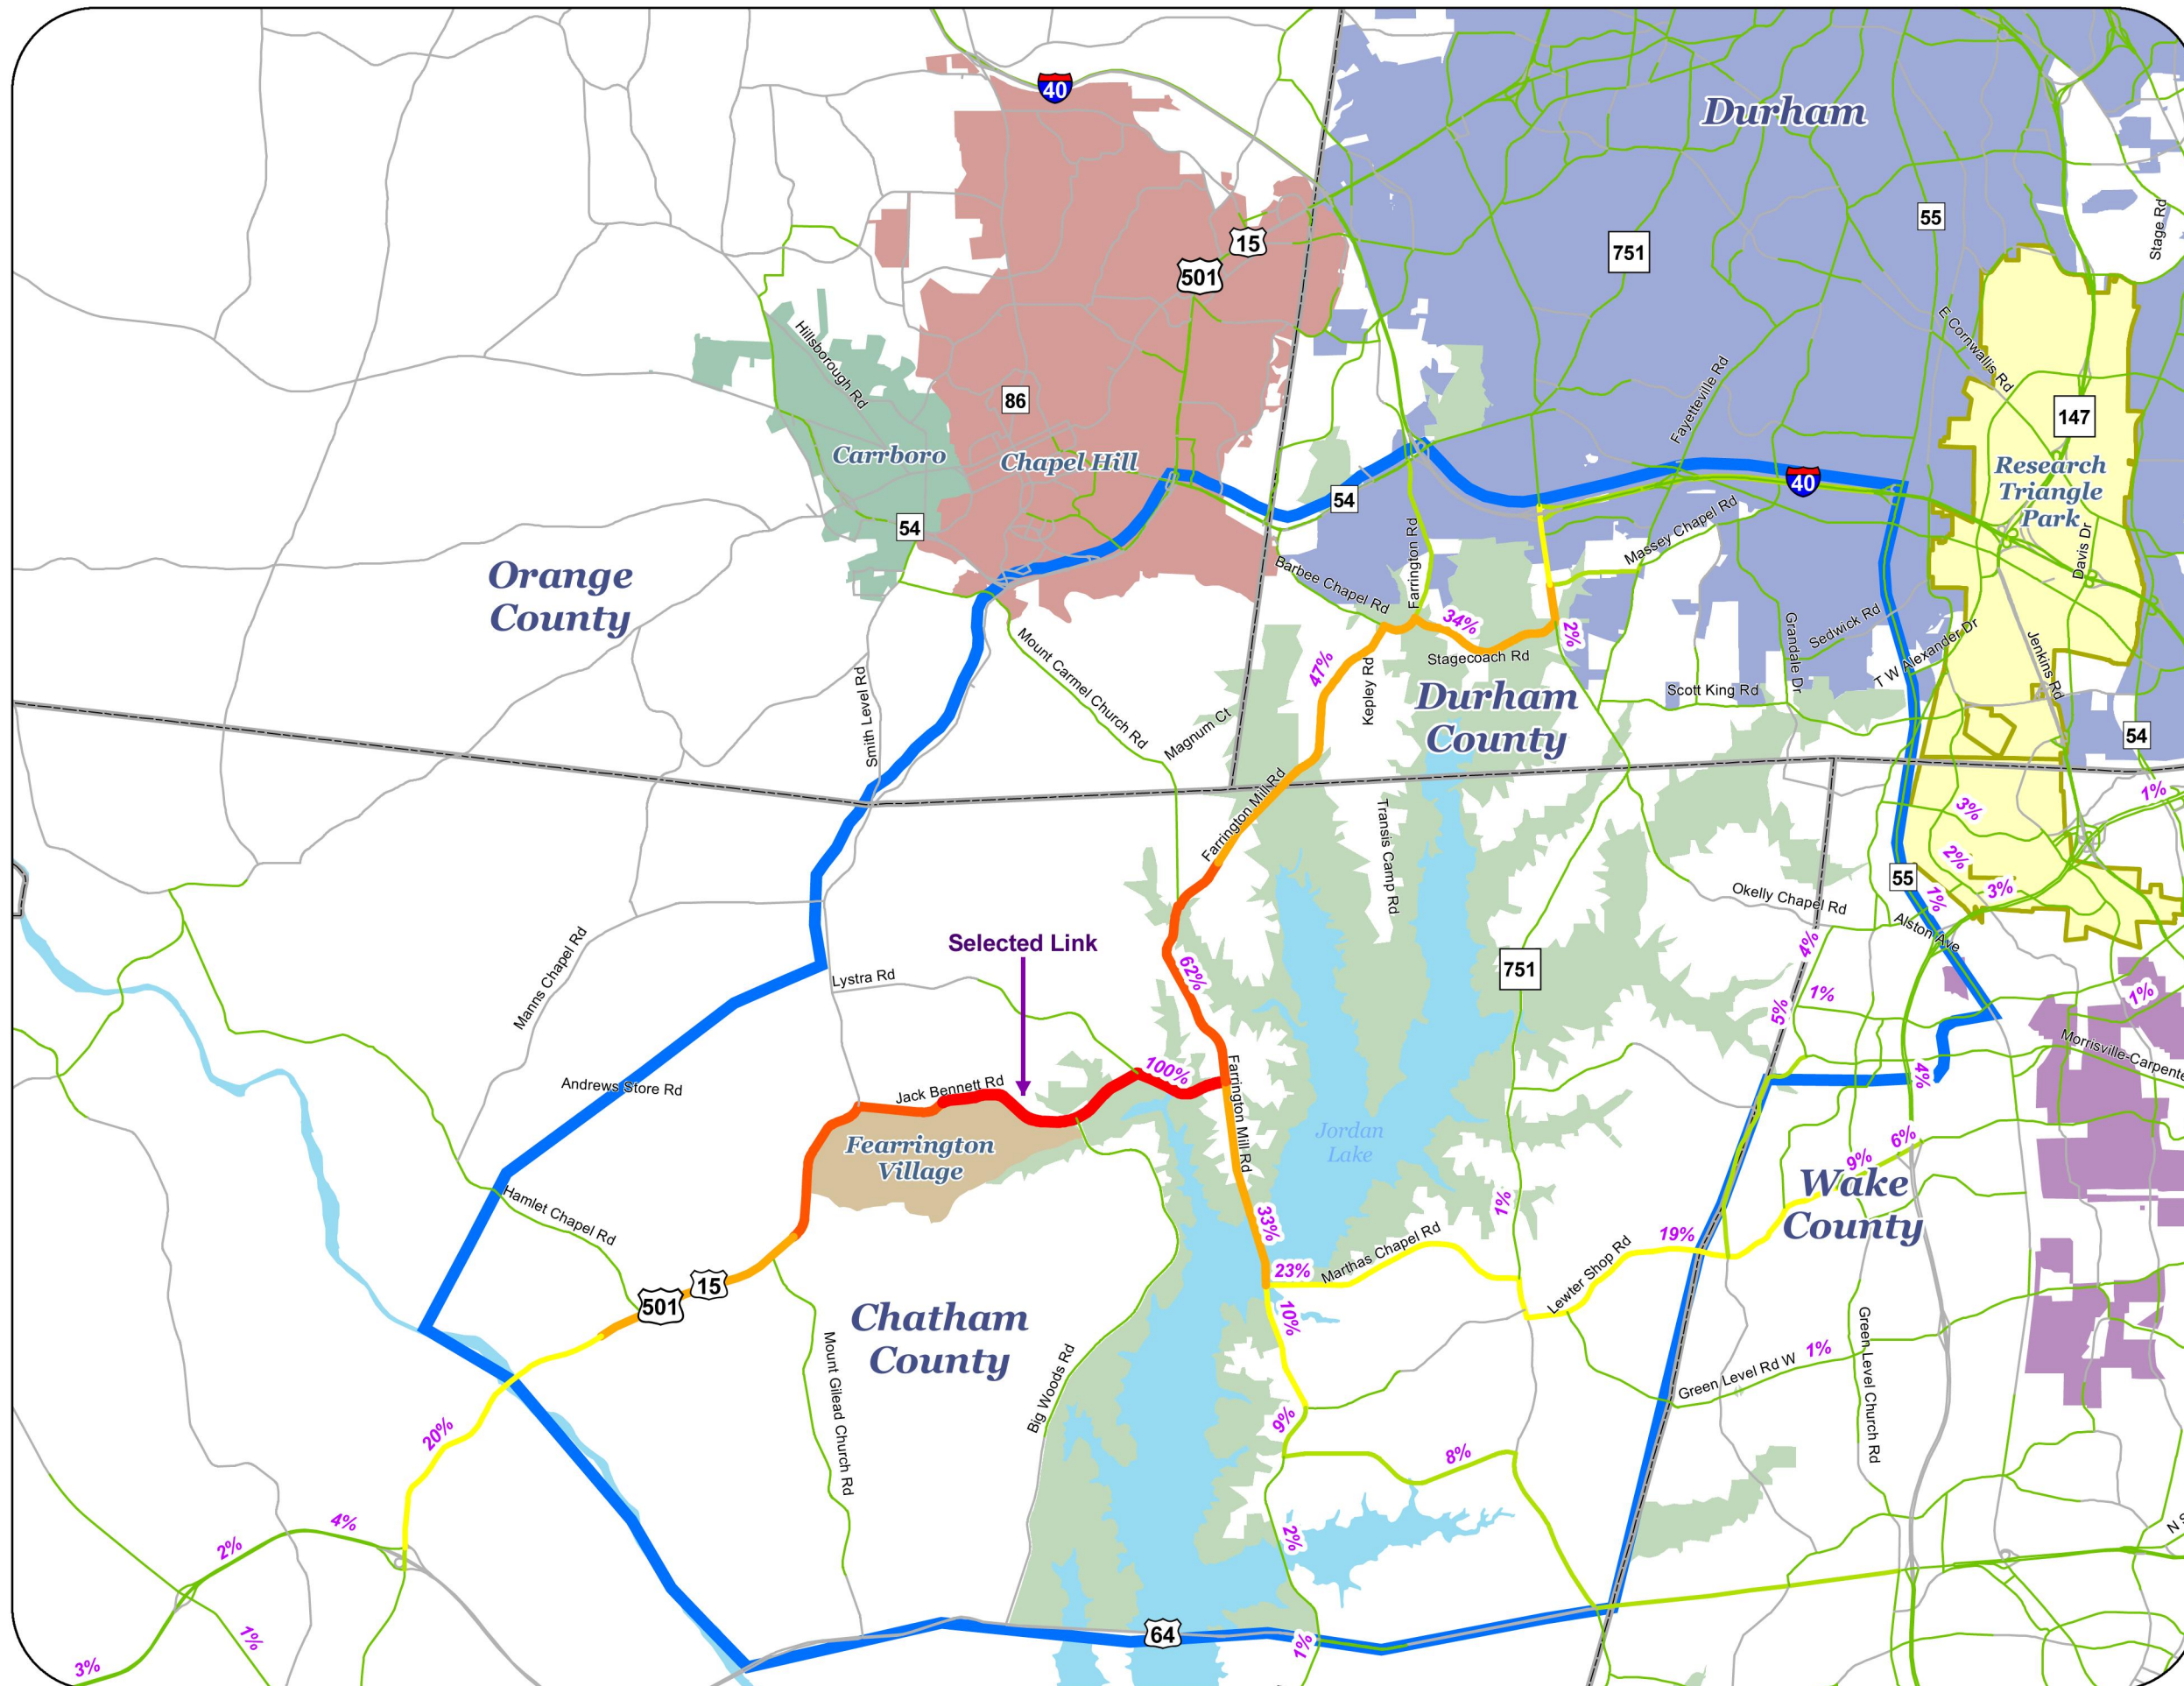 40
Durham
Stage Rd
55
15
751
501
E Cornwallis Rd
Hillsborough Rd
Fayetteville Rd
86
147
Carrboro
Chapel Hill
Research
Triangle
Park
40
54
54
Massey Chapel Rd
Davis Dr
Farrington Rd
Orange
County
Barbee Chapel Rd
34%
2%
Grandale Dr
Sedwick Rd
T W Alexander Dr
Jenkins Rd
Mount Carmel Church Rd
47%
Kepley Rd
Stagecoach Rd
Smith Level Rd
Magnum Ct
Durham
County
Scott King Rd
54
Farrington Mill Rd
Transis Camp Rd
1%
3%
2%
55
3%
1%
Okelly Chapel Rd
Alston Ave
Manns Chapel Rd
Selected Link
4%
Lystra Rd
62%
751
5%
1%
1%
Morrisville-Carpente
Andrews Store Rd
Jack Bennett Rd
100%
Farrington Mill Rd
4%
Fearrington
Village
Jordan
Lake
6%
9%
Wake
County
Hamlet Chapel Rd
33%
1%
Marthas Chapel Rd
19%
23%
Lewter Shop Rd
15
501
10%
Chatham
County
Mount Gilead Church Rd
Big Woods Rd
Green Level Rd W
1%
Green Level Church Rd
20%
9%
8%
2%
4%
2%
N S
1%
64
1%
3%